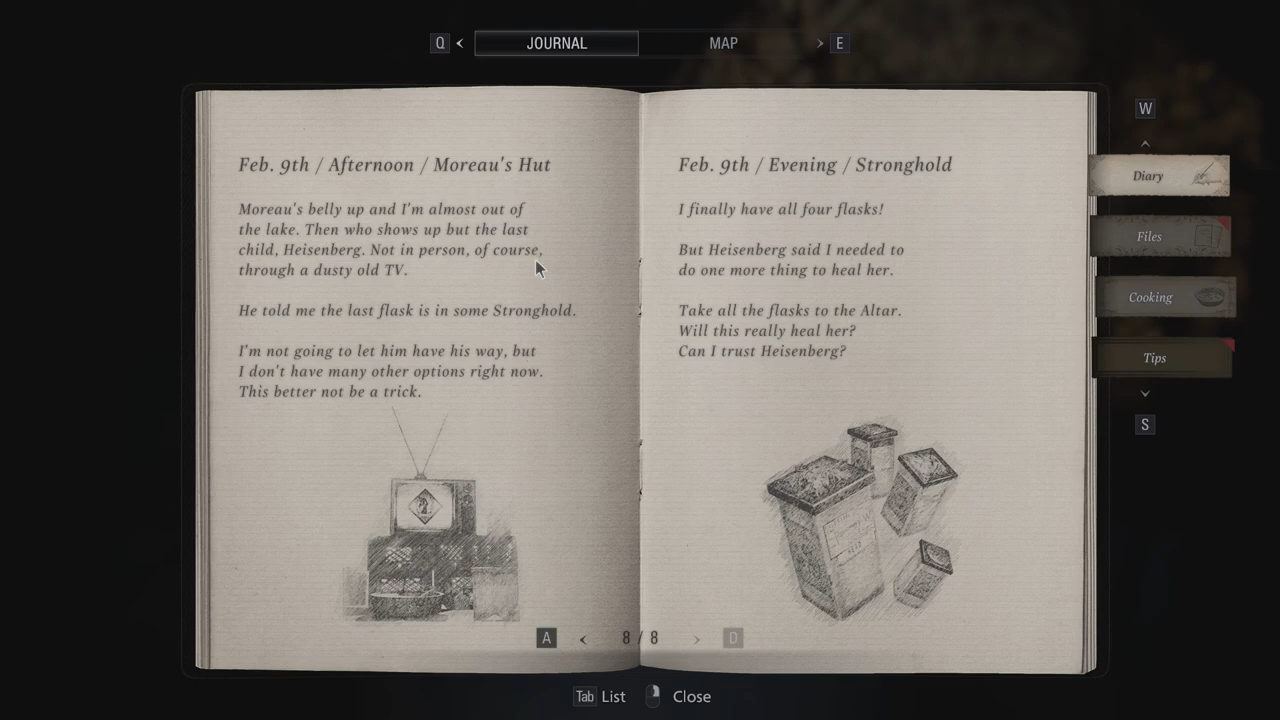 Q
JOURNAL
MAP
E
Feb. 9th / Afternoon / Moreau's Hut
Moreau's belly up and I'm almost out of
the lake. Then who shows up but the last
child, Heisenberg. Not in person, of course,
through a dusty old TV.
He told me the last flask is in some Stronghold.
I'm not going to let him have his way, but
I don't have many other options right now.
This better not be a trick.
Feb. 9th / Evening / Stronghold
I finally have all four flasks!
But Heisenberg said I needed to
do one more thing to heal her.
Take all the flasks to the Altar.
Will this really heal her?
Can I trust Heisenberg?
W
Diary
Files
Cooking
Tips
S
A
8 / 8
D
Tab List
Close